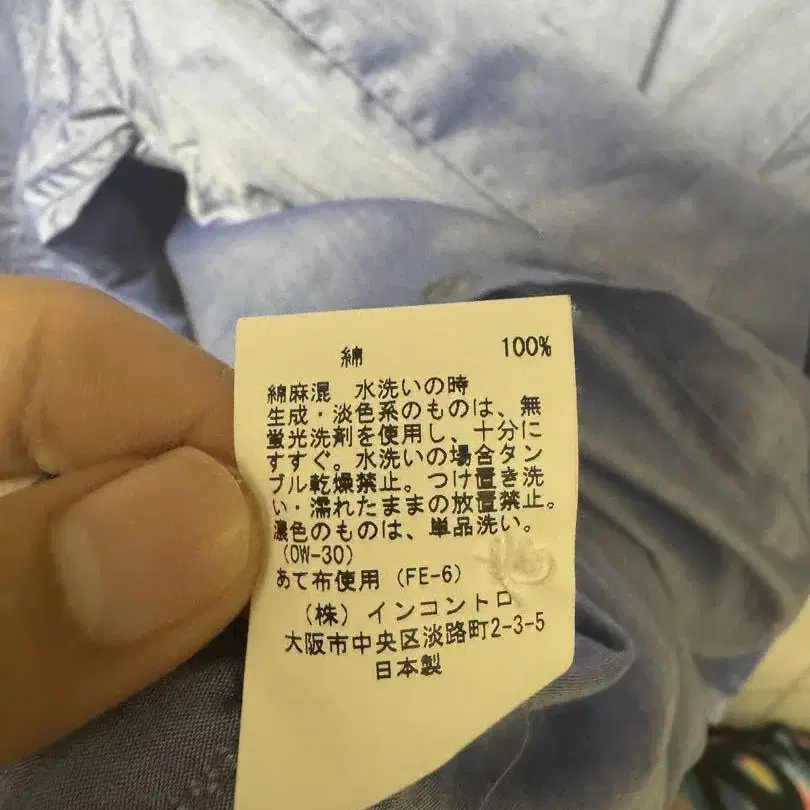 綿 100%
綿麻混 水洗いの時
生成・淡色系のものは、無
蛍光洗剤を使用し、十分に
すすぐ。水洗いの場合タン
ブル乾燥禁止。つけ置き洗
い・濡れたままの放置禁止。
濃色のものは、単品洗い。
(OW-30)
あて布使用 (FE-6)
(株) インコントロ
大阪市中央区淡路町2-3-5
日本製